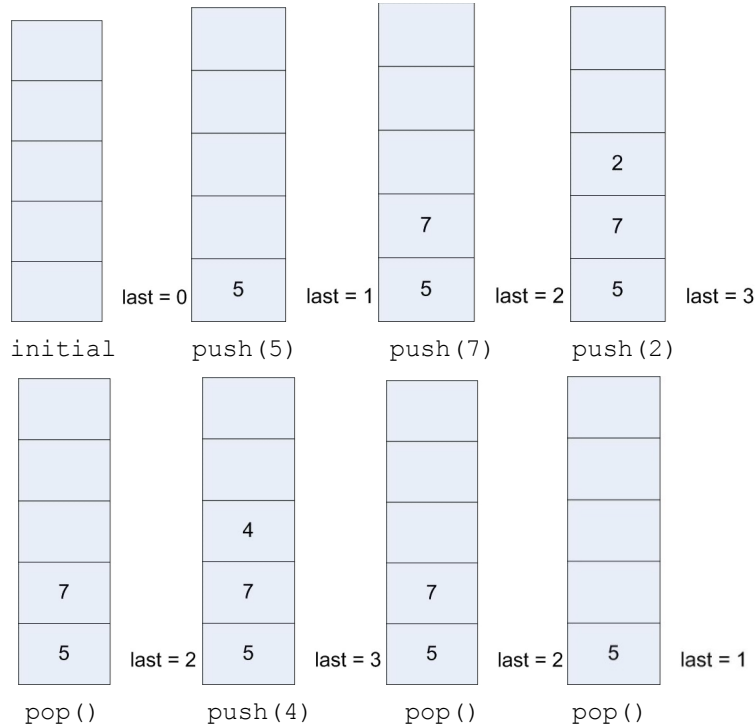 2
7
7
last = 0
5
last = 1
5
last = 2
5
last = 3
initial
push(5)
push(7)
push(2)
4
7
7
7
5
last = 2
5
last = 3
5
last = 2
5
last = 1
pop()
push(4)
pop()
pop()